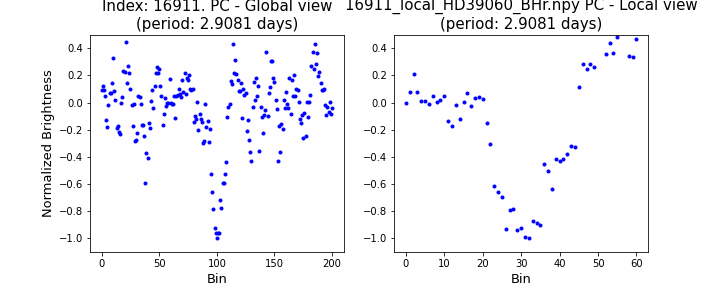 Index: 16911. PC - Global view
(period: 2.9081 days)
16911_local_HD39060_BHr.npy PC - Local view
(period: 2.9081 days)
Normalized Brightness
0.4
0.2
0.0
−0.2
−0.4
−0.6
−0.8
−1.0
0 50 100 150 200
Bin
0.4
0.2
0.0
−0.2
−0.4
−0.6
−0.8
−1.0
0 10 20 30 40 50 60
Bin